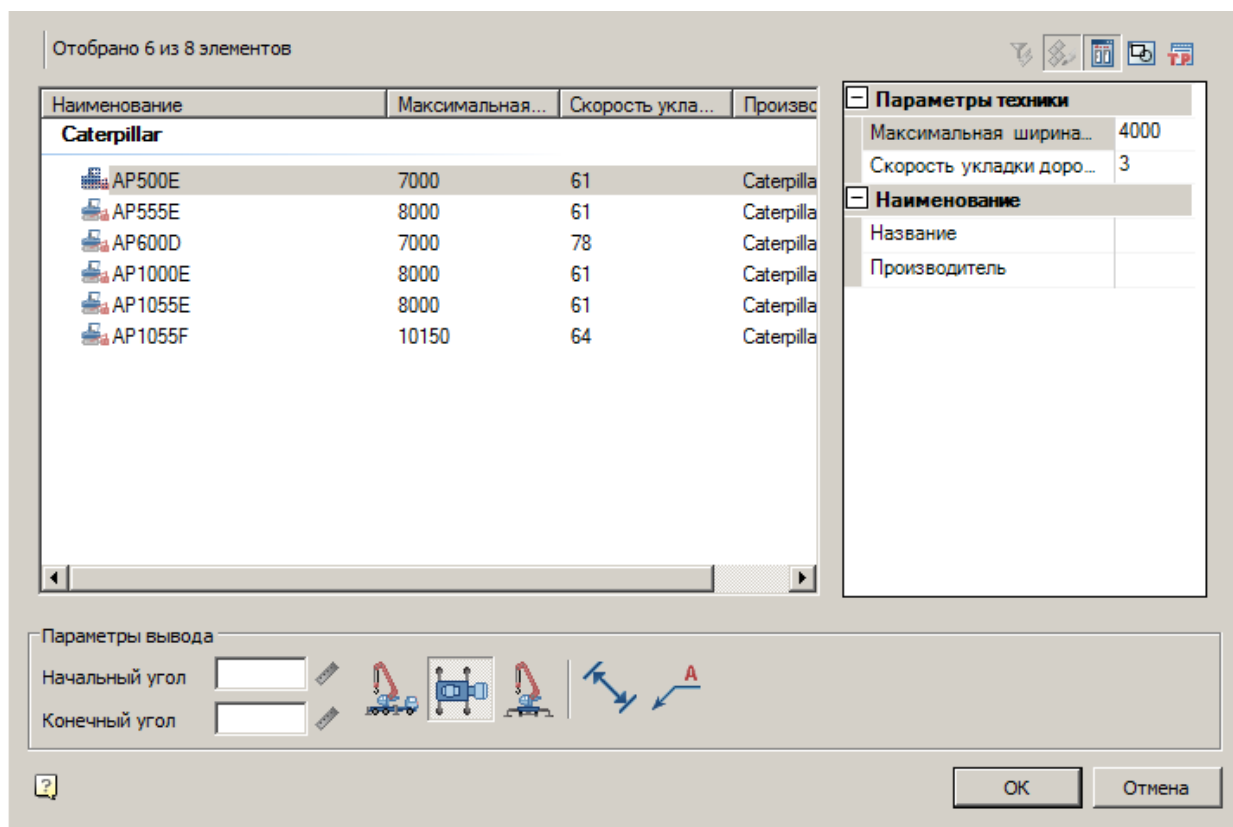 Отобрано 6 из 8 элементов
T.P.
Наименование Максимальная... Скорость укла... Произво
Caterpillar
AP500E 7000 61 Caterpilla
AP555E 8000 61 Caterpilla
AP600D 7000 78 Caterpilla
AP1000E 8000 61 Caterpilla
AP1055E 8000 61 Caterpilla
AP1055F 10150 64 Caterpilla
Параметры техники
Максимальная ширина... 4000
Скорость укладки доро... 3
Наименование
Название
Производитель
Параметры вывода
Начальный угол
Конечный угол
A
?
OK Отмена